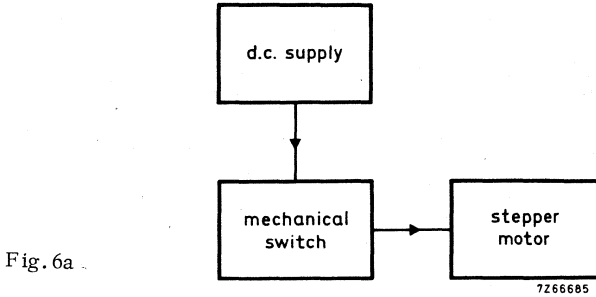 d.c. supply
mechanical
switch
stepper
motor
Fig. 6a
7Z66685